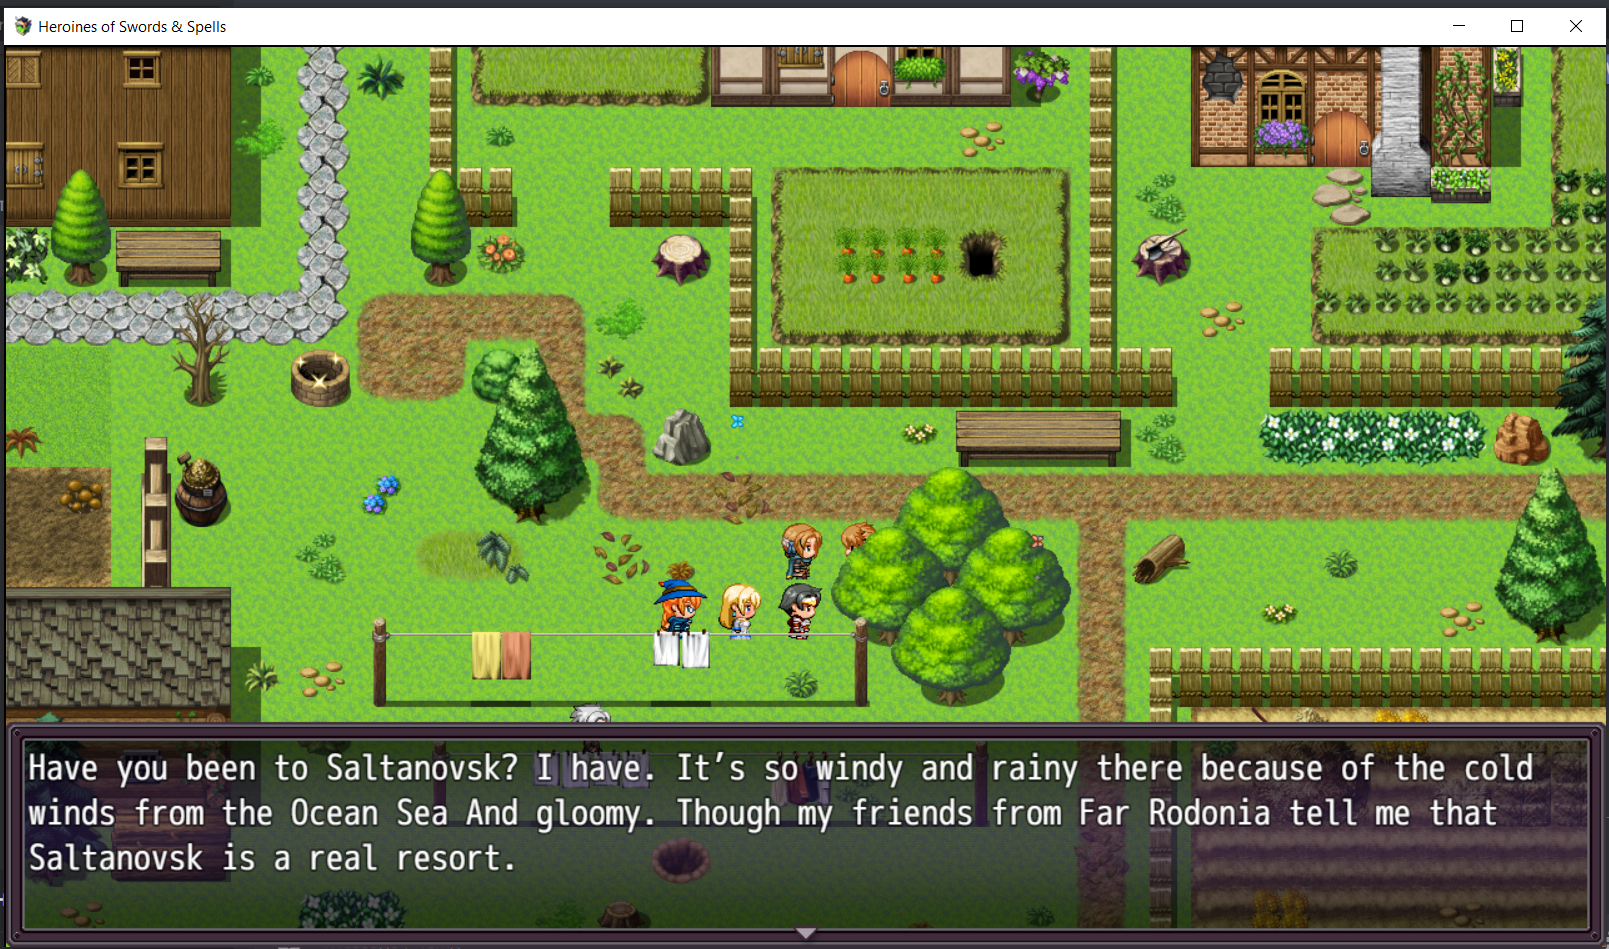 Heroines of Swords & Spells
Have you been to Saltanovsk? I have. It's so windy and rainy there because of the cold
winds from the Ocean Sea And gloomy. Though my friends from Far Rodonia tell me that
Saltanovsk is a real resort.